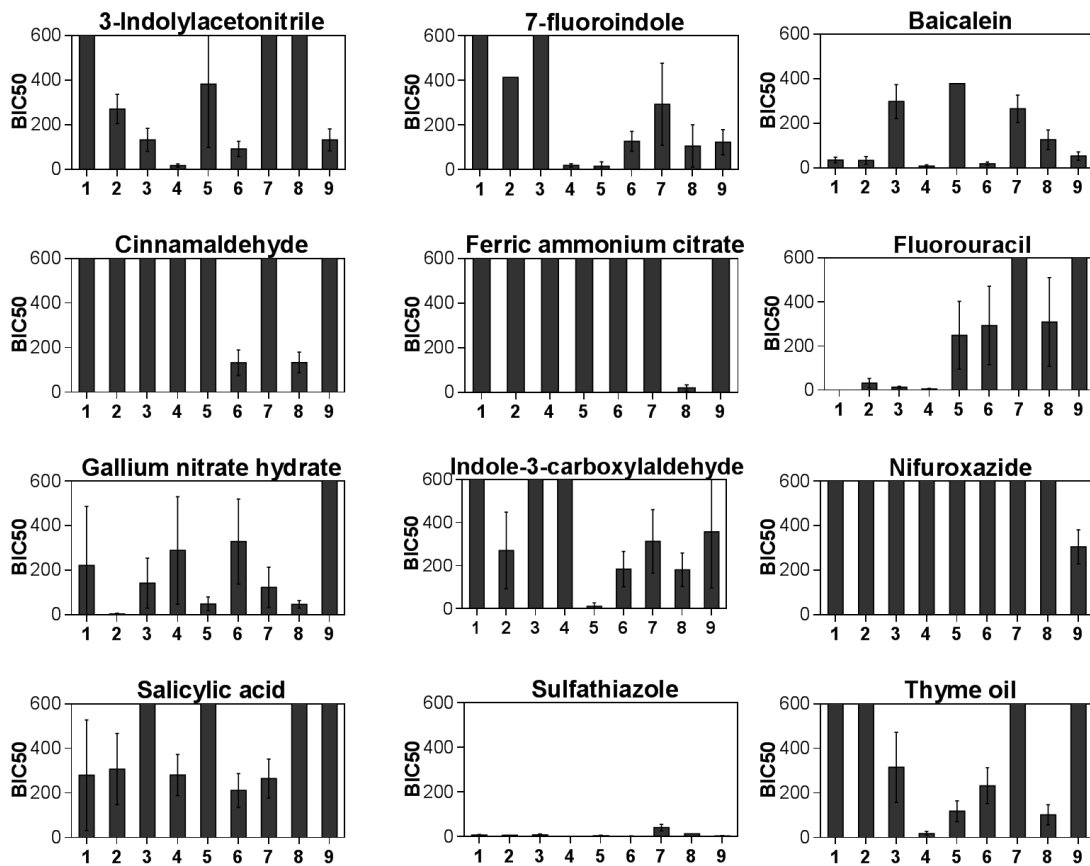 3-Indolylacetonitrile
BIC50
600
400
200
0
1 2 3 4 5 6 7 8 9
7-fluoroindole
BIC50
600
400
200
0
1 2 3 4 5 6 7 8 9
Baicalein
BIC50
600
400
200
0
1 2 3 4 5 6 7 8 9
Cinnamaldehyde
BIC50
600
400
200
0
1 2 3 4 5 6 7 8 9
Ferric ammonium citrate
BIC50
600
400
200
0
1 2 3 4 5 6 7 8 9
Fluorouracil
BIC50
600
400
200
0
1 2 3 4 5 6 7 8 9
Gallium nitrate hydrate
BIC50
600
400
200
0
1 2 3 4 5 6 7 8 9
Indole-3-carboxylaldehyde
BIC50
600
400
200
0
1 2 3 4 5 6 7 8 9
Nifuroxazide
BIC50
600
400
200
0
1 2 3 4 5 6 7 8 9
Salicylic acid
BIC50
600
400
200
0
1 2 3 4 5 6 7 8 9
Sulfathiazole
BIC50
600
400
200
0
1 2 3 4 5 6 7 8 9
Thyme oil
BIC50
600
400
200
0
1 2 3 4 5 6 7 8 9